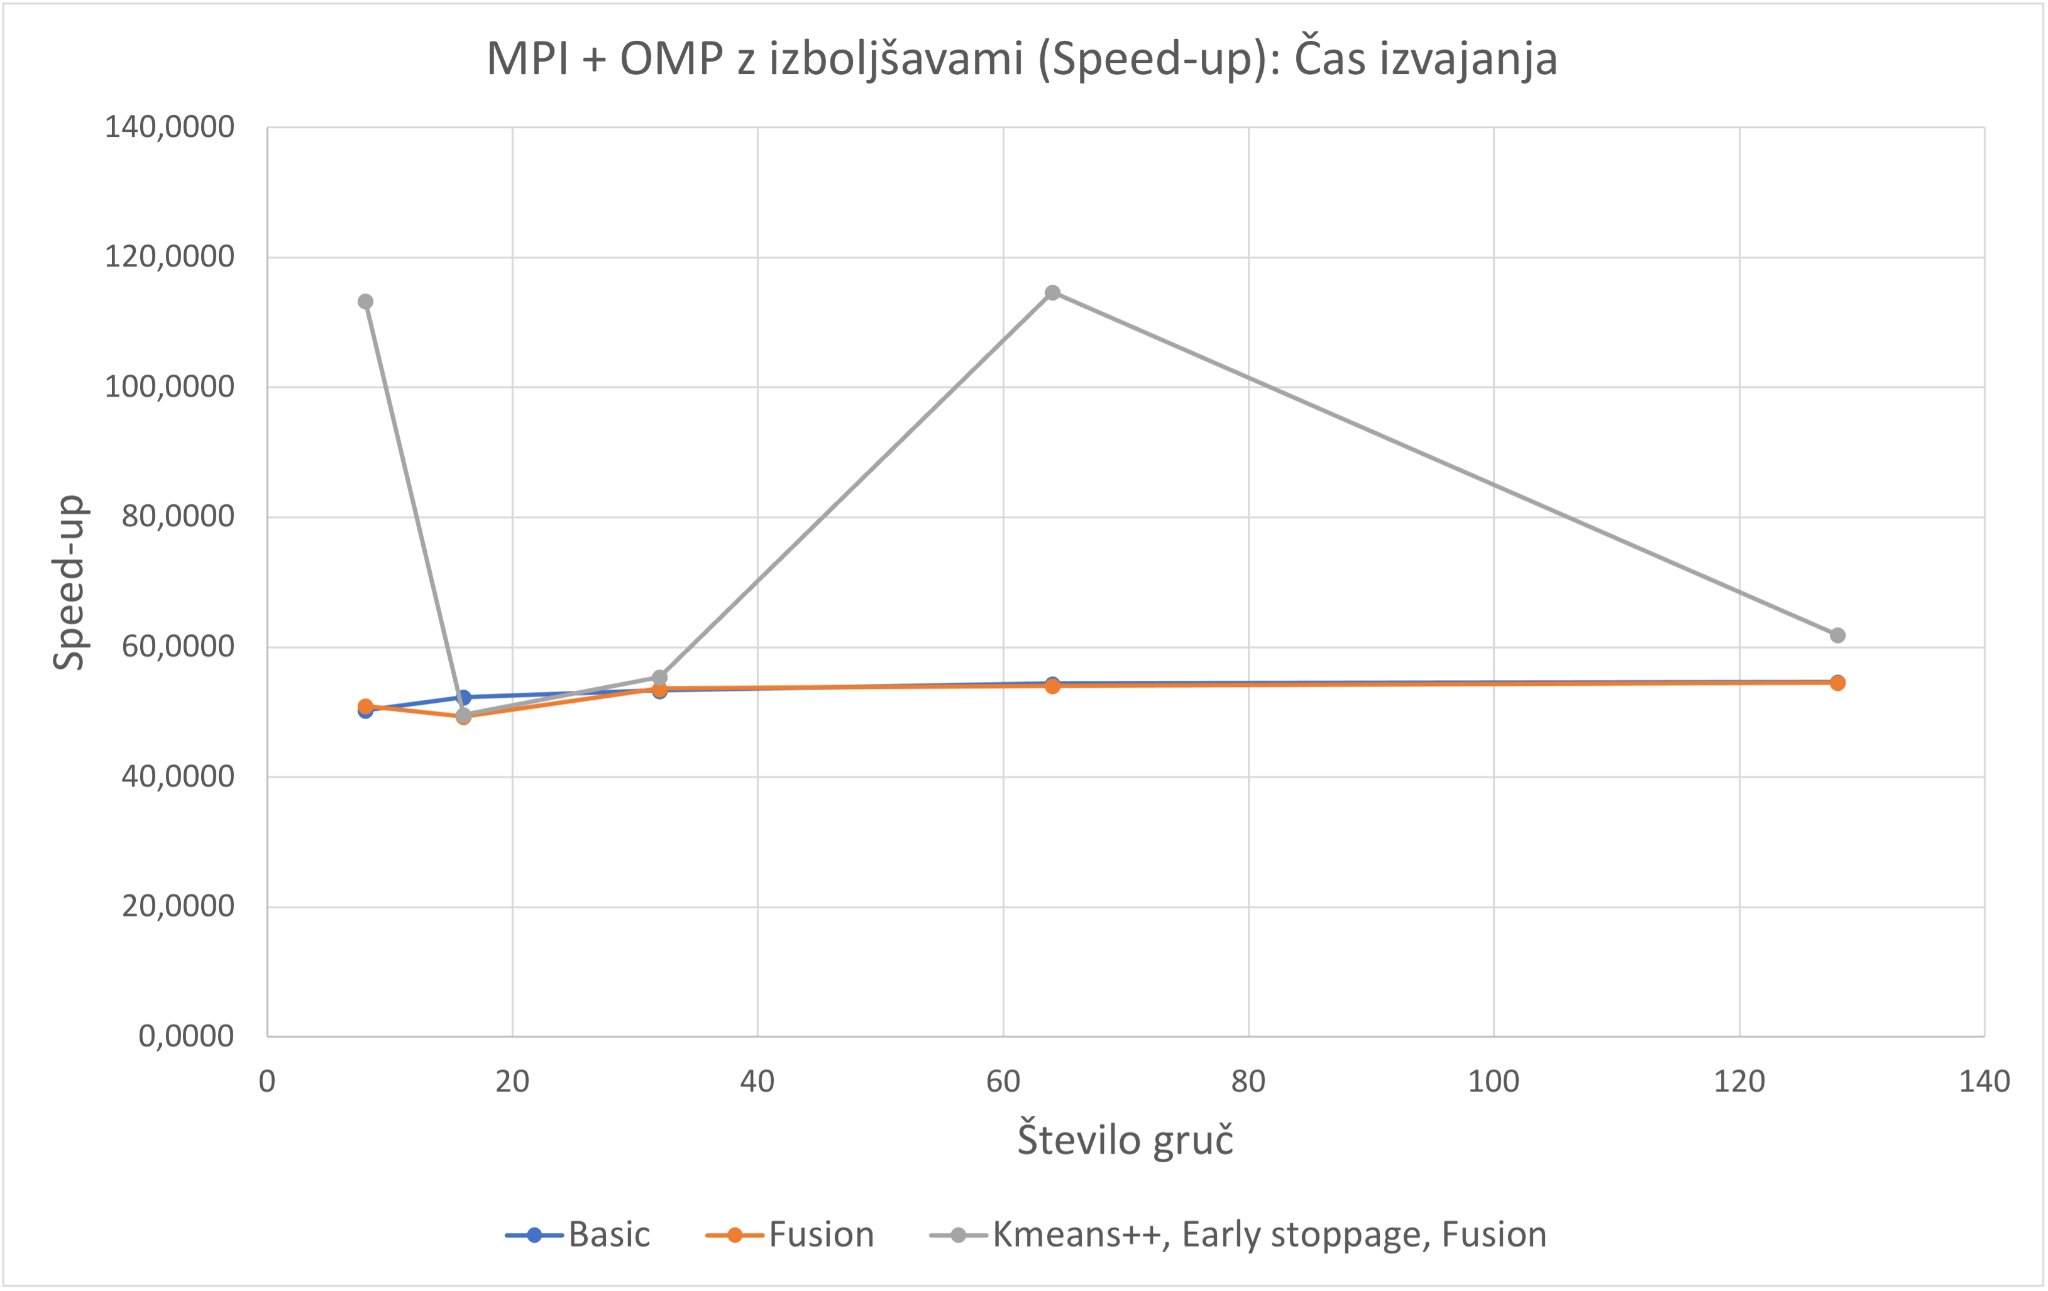 MPI + OMP z izboljšavami (Speed-up): Čas izvajanja
140,0000
120,0000
100,0000
80,0000
60,0000
40,0000
20,0000
0,0000
Speed-up
0 20 40 60 80 100 120 140
Število gruč
Basic Fusion Kmeans++, Early stoppage, Fusion